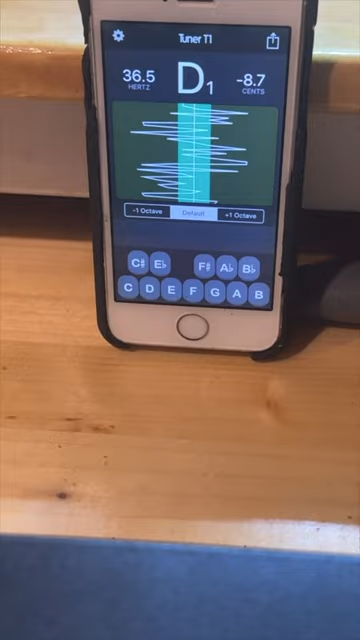 Tuner T1
36.5 D1 -8.7
HERTZ CENTS
-1 Octave Default +1 Octave
C# E♭ F# A♭ B♭
C D E F G A B